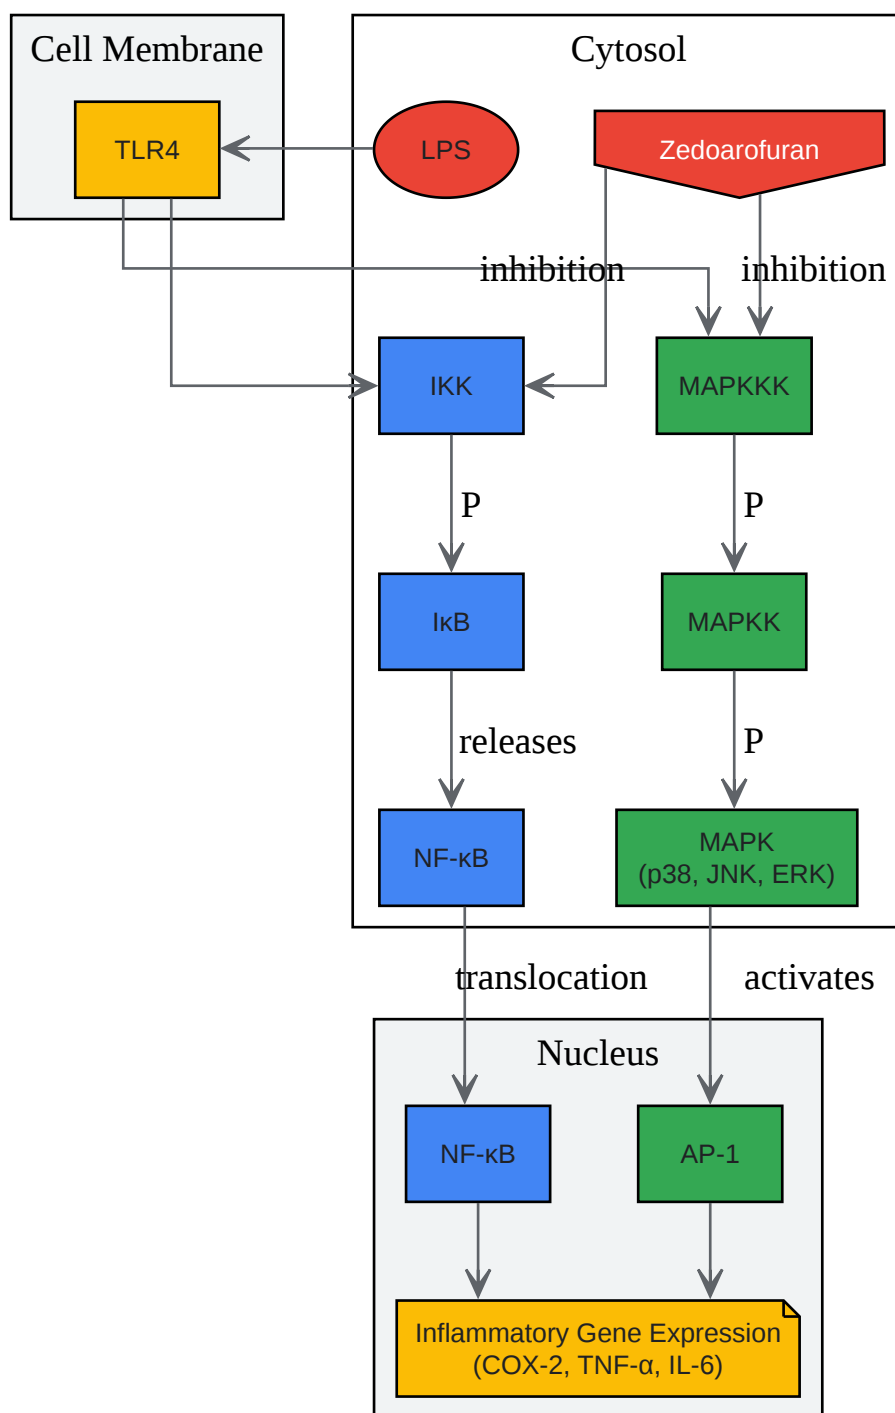 Cell Membrane
Cytosol
TLR4
LPS
Zedoarofuran
inhibition
inhibition
IKK
MAPKKK
P
P
IκB
MAPKK
releases
P
NF-κB
MAPK
(p38, JNK, ERK)
translocation
activates
Nucleus
NF-κB
AP-1
Inflammatory Gene Expression
(COX-2, TNF-α, IL-6)